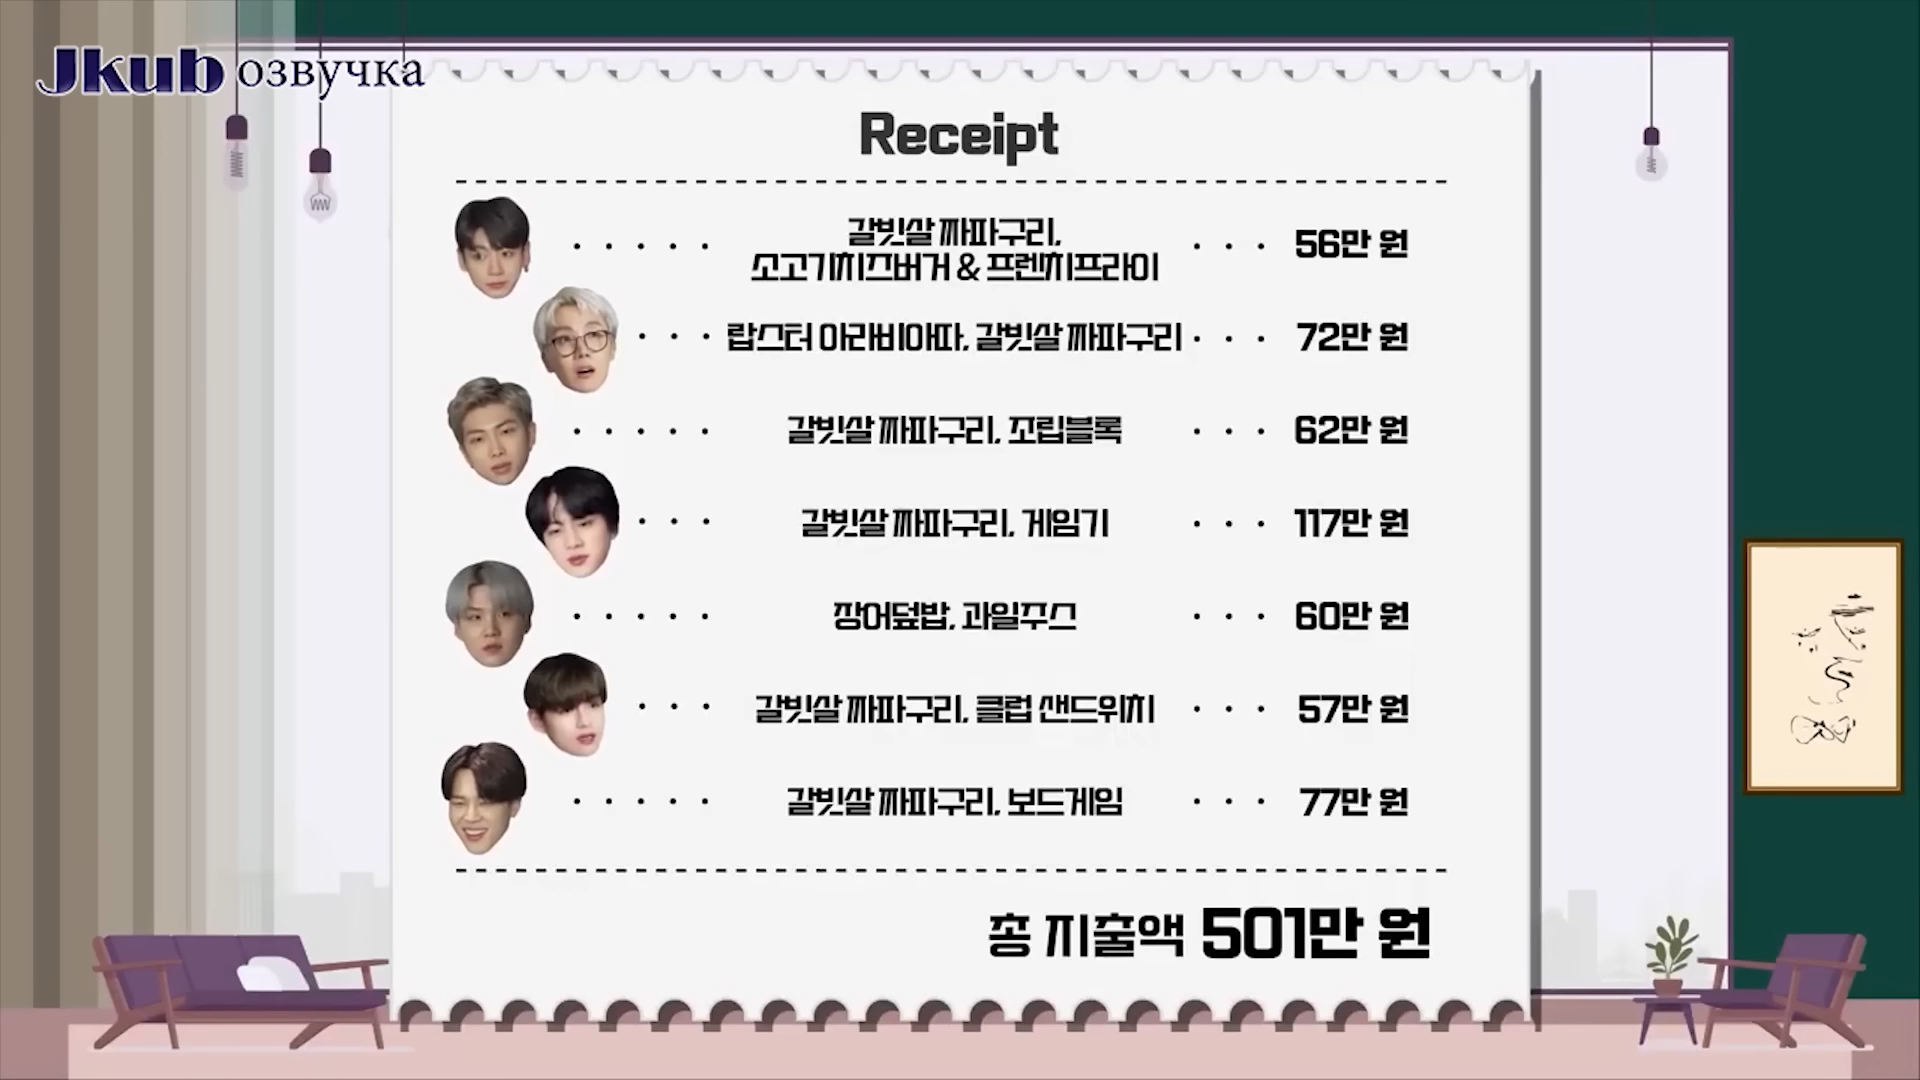 Jkub озвучка
Receipt
갈빗살 짜파구리,
소고기치즈버거 & 프렌치프라이
56만 원
랍스터 아라비아따, 갈빗살 짜파구리
72만 원
갈빗살 짜파구리, 조립블록
62만 원
갈빗살 짜파구리, 게임기
117만 원
장어덮밥, 과일쭈스
60만 원
갈빗살 짜파구리, 클럽 샌드위치
57만 원
갈빗살 짜파구리, 보드게임
77만 원
총 지출액 501만 원